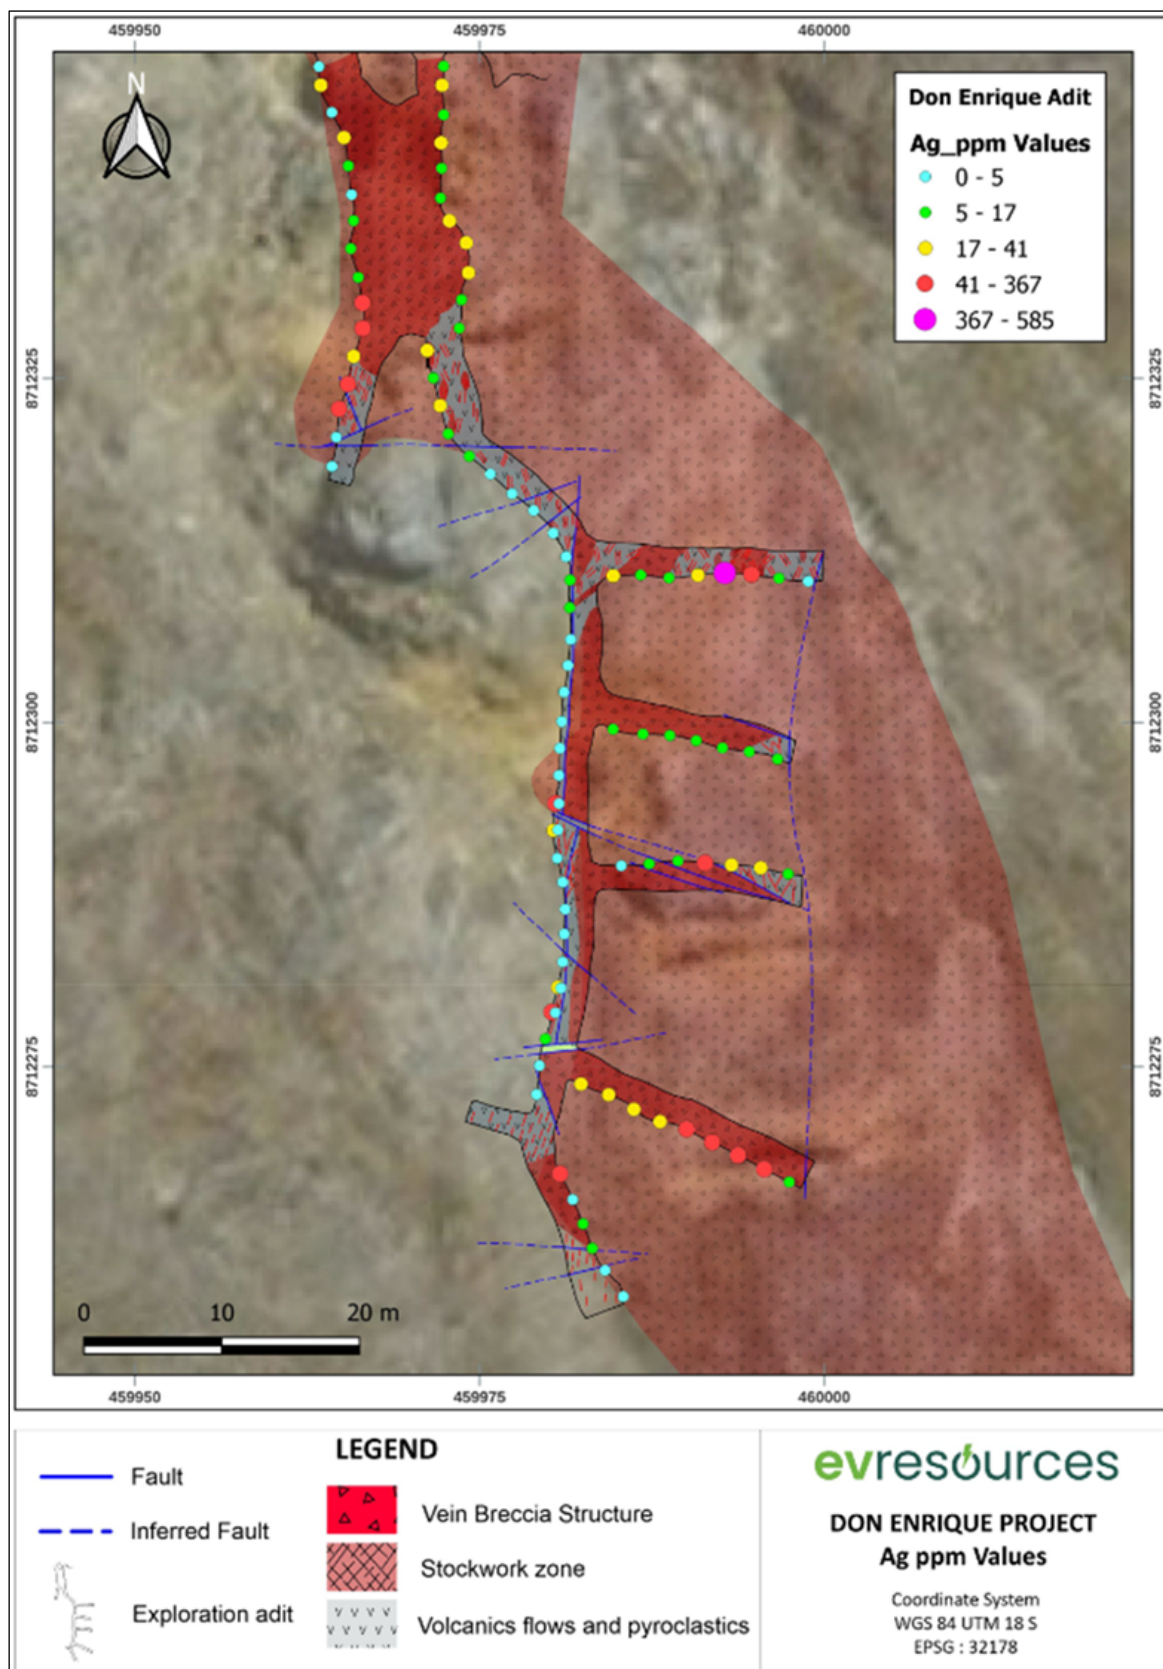 459950
459975
460000
N
Don Enrique Adit
Ag_ppm Values
0 - 5
5 - 17
17 - 41
41 - 367
367 - 585
8712325
8712325
8712300
8712300
8712275
8712275
0 10 20 m
459950
459975
460000
LEGEND
Fault
Inferred Fault
Exploration adit
Vein Breccia Structure
Stockwork zone
Volcanics flows and pyroclastics
evresources
DON ENRIQUE PROJECT
Ag ppm Values
Coordinate System
WGS 84 UTM 18 S
EPSG : 32178